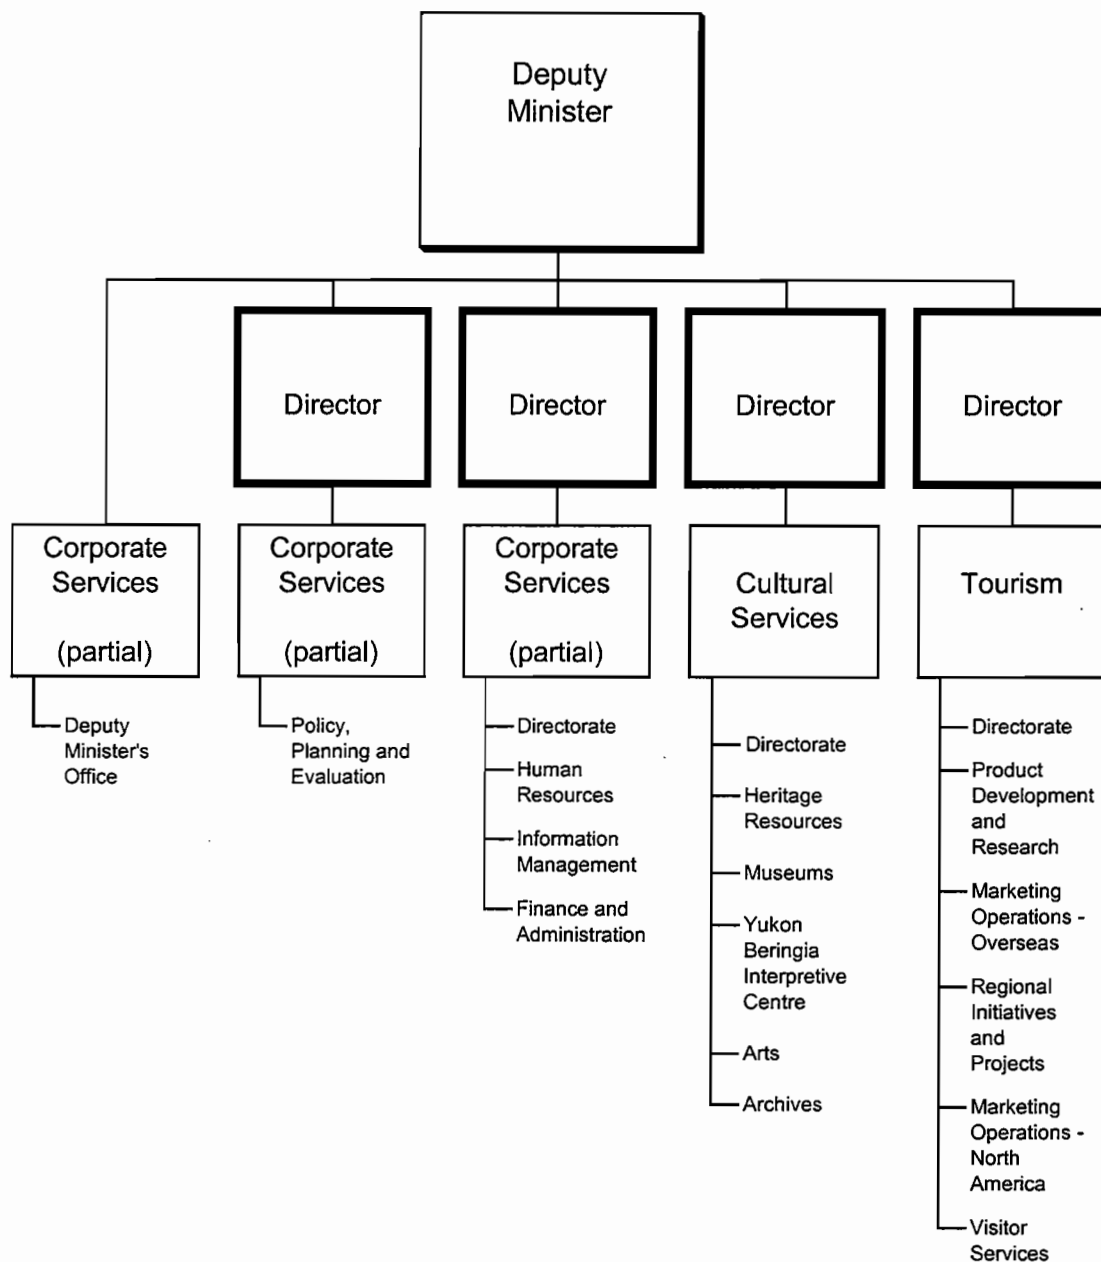 Deputy
Minister
Director
Director
Director
Director
Corporate
Services
(partial)
Corporate
Services
(partial)
Corporate
Services
(partial)
Cultural
Services
Tourism
Deputy
Minister's
Office
Policy,
Planning and
Evaluation
Directorate
Human
Resources
Information
Management
Finance and
Administration
Directorate
Heritage
Resources
Museums
Yukon
Beringia
Interpretive
Centre
Arts
Archives
Directorate
Product
Development
and
Research
Marketing
Operations -
Overseas
Regional
Initiatives
and
Projects
Marketing
Operations -
North
America
Visitor
Services